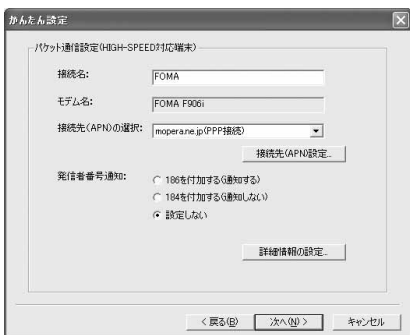 かんたん設定
パケット通信設定(HIGH-SPEED対応端末)
接続名: FOMA
モデム名: FOMA F906i
接続先(APN)の選択: mopera.ne.jp(PPP接続)
接続先(APN)設定...
発信者番号通知: 186を付加する(通知する)
184を付加する(通知しない)
設定しない
詳細情報の設定...
< 戻る(B) 次へ(N) > キャンセル